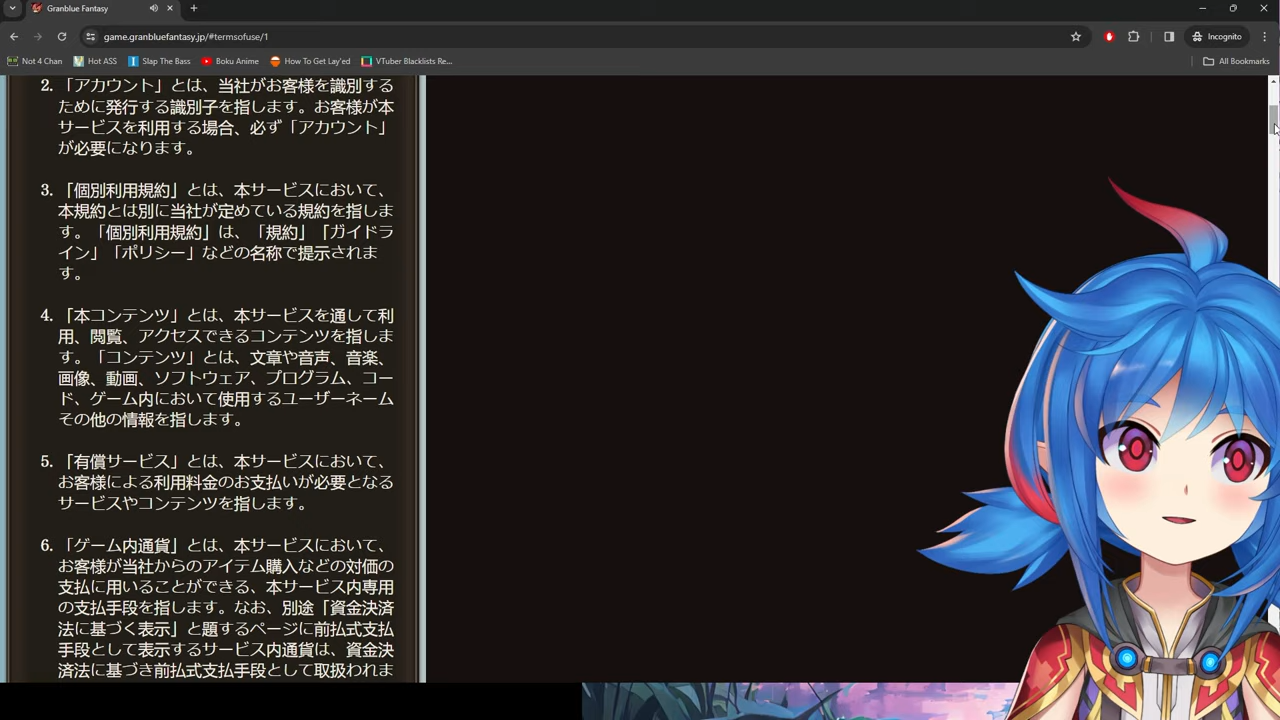 Granblue Fantasy
game.granbluefantasy.jp/#termsofuse/1
Incognito
Not 4 Chan
Hot ASS
Slap The Bass
Boku Anime
How To Get Lay'ed
VTuber Blacklists Re...
All Bookmarks
2. 「アカウント」とは、当社がお客様を識別する
ために発行する識別子を指します。お客様が本
サービスを利用する場合、必ず「アカウント」
が必要になります。
3. 「個別利用規約」とは、本サービスにおいて、
本規約とは別に当社が定めている規約を指しま
す。「個別利用規約」は、「規約」「ガイドラ
イン」「ポリシー」などの名称で提示されま
す。
4. 「本コンテンツ」とは、本サービスを通して利
用、閲覧、アクセスできるコンテンツを指しま
す。「コンテンツ」とは、文章や音声、音楽、
画像、動画、ソフトウェア、プログラム、コー
ド、ゲーム内において使用するユーザーネーム
その他の情報を指します。
5. 「有償サービス」とは、本サービスにおいて、
お客様による利用料金のお支払いが必要となる
サービスやコンテンツを指します。
6. 「ゲーム内通貨」とは、本サービスにおいて、
お客様が当社からのアイテム購入などの対価の
支払に用いることができる、本サービス内専用
の支払手段を指します。なお、別途「資金決済
法に基づく表示」と題するページに前払式支払
手段として表示するサービス内通貨は、資金決
済法に基づき前払式支払手段として取扱われま